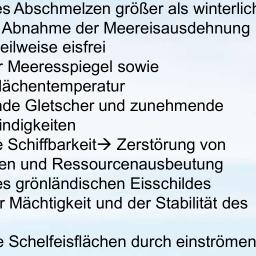 es Abschmelzen größer als winterlich
Abnahme der Meereisausdehnung
eilweise eisfrei
r Meeresspiegel sowie
lächentemperatur
nde Gletscher und zunehmende
indigkeiten
e Schiffbarkeit→ Zerstörung von
en und Ressourcenausbeutung
es grönländischen Eisschildes
r Mächtigkeit und der Stabilität des
e Schelfeisflächen durch einströmen